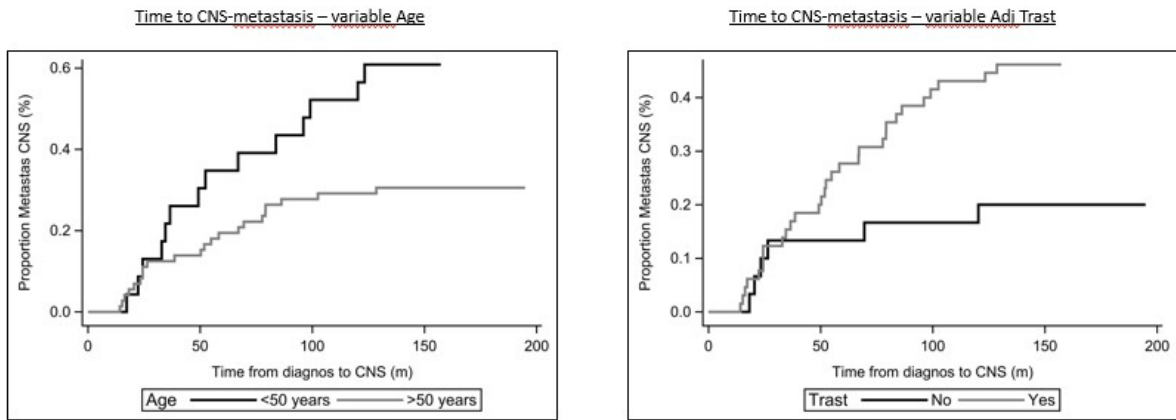 Time to CNS-metastasis – variable Age
0.6
0.4
0.2
0.0
Proportion Metastas CNS (%)
0
50
100
150
200
Time from diagnos to CNS (m)
Age <50 years >50 years
Time to CNS-metastasis – variable Adj Trast
0.4
0.3
0.2
0.1
0.0
Proportion Metastas CNS (%)
0
50
100
150
200
Time from diagnos to CNS (m)
Trast No Yes